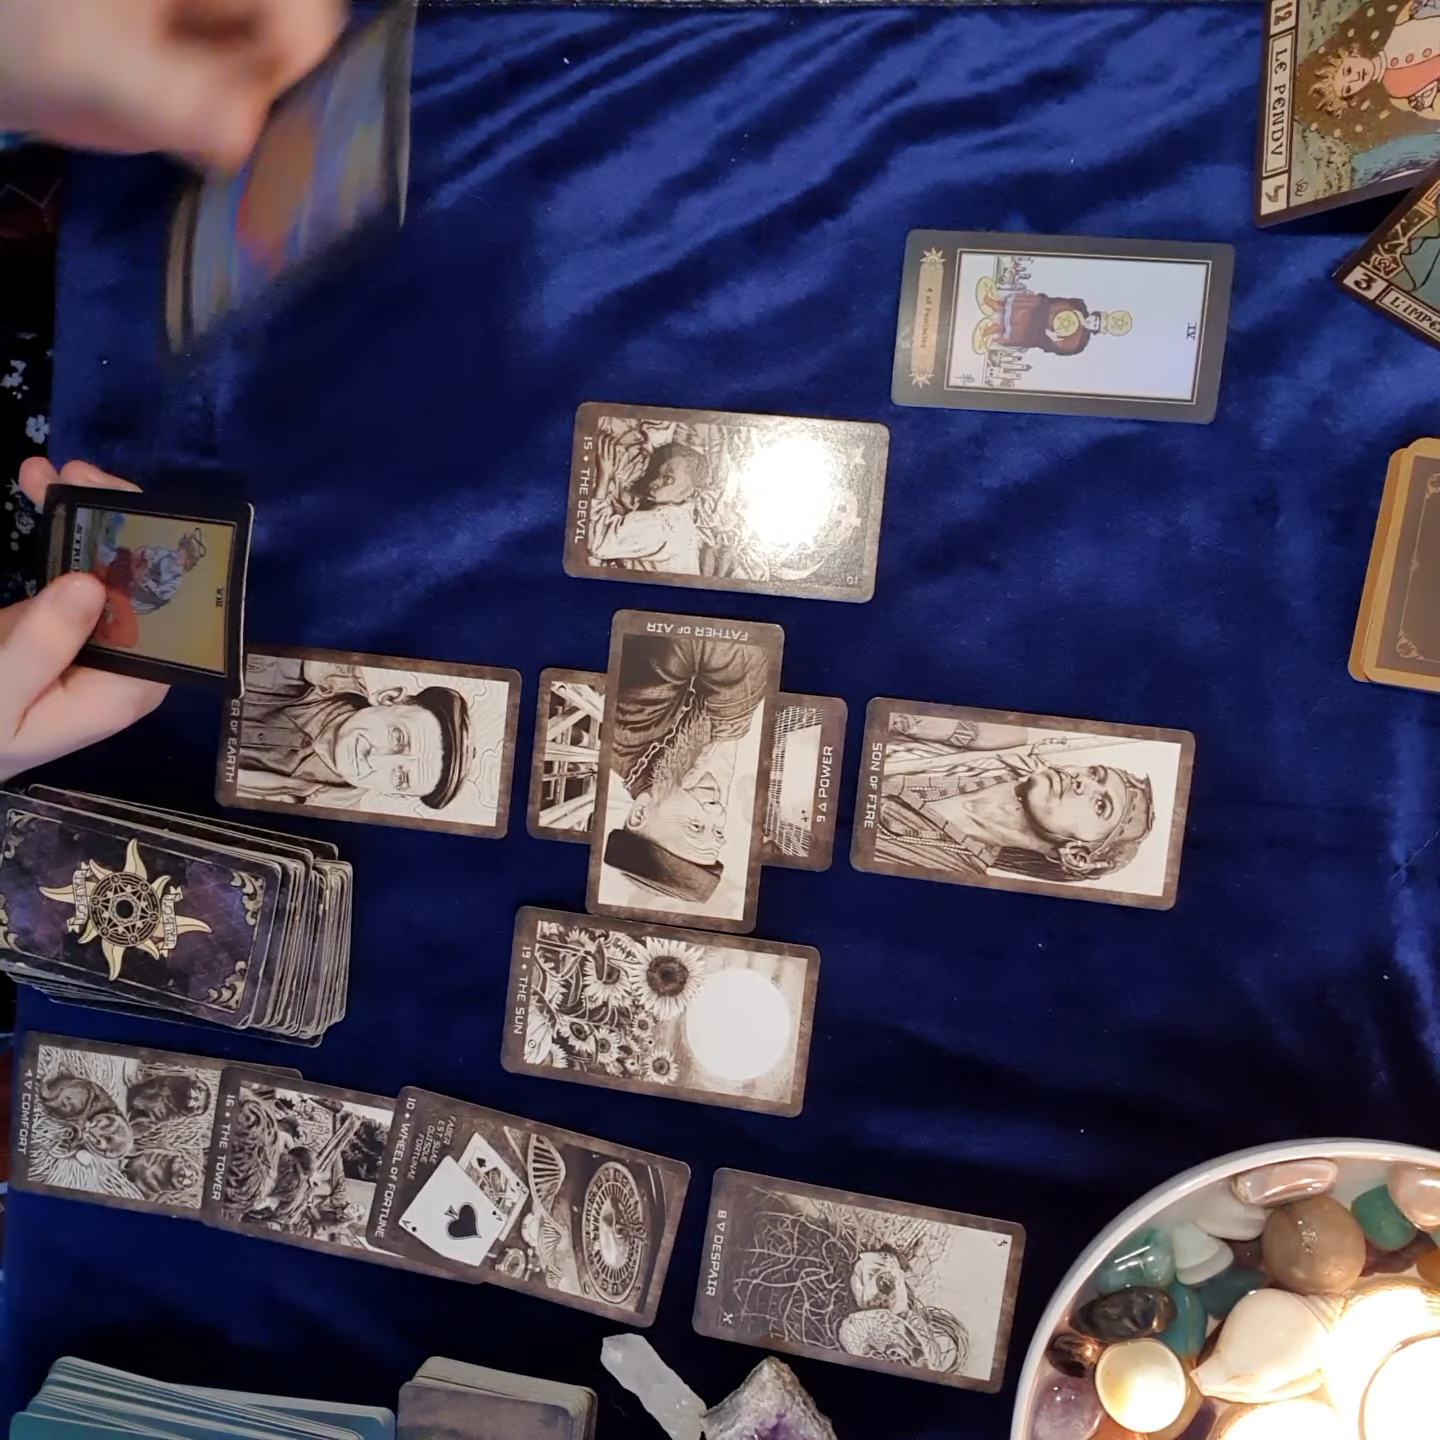 12
LE PENDU
3
L'IMPE
4 of Pentacles
IV
15 • THE DEVIL
VIII
FATHER OF AIR
ER OF EARTH
9 △ POWER
SON OF FIRE
19 • THE SUN
4 ▽ COMFORT
16 • THE TOWER
10 • WHEEL OF FORTUNE
FABER
EST SUAE
QUISQUE
FORTUNAE
8 ∀ DESPAIR